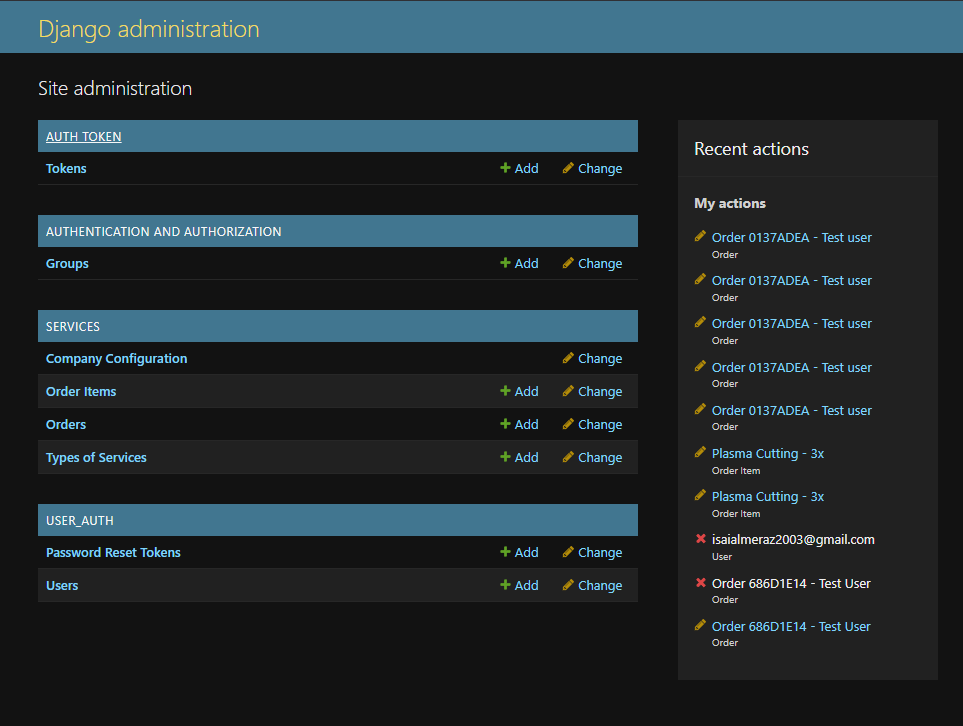 Django administration
Site administration
AUTH TOKEN
Tokens Add Change
AUTHENTICATION AND AUTHORIZATION
Groups Add Change
SERVICES
Company Configuration Change
Order Items Add Change
Orders Add Change
Types of Services Add Change
USER_AUTH
Password Reset Tokens Add Change
Users Add Change
Recent actions
My actions
Order 0137ADEA - Test user
Order
Order 0137ADEA - Test user
Order
Order 0137ADEA - Test user
Order
Order 0137ADEA - Test user
Order
Order 0137ADEA - Test user
Order
Plasma Cutting - 3x
Order Item
Plasma Cutting - 3x
Order Item
isaialmeraz2003@gmail.com
User
Order 686D1E14 - Test User
Order
Order 686D1E14 - Test User
Order